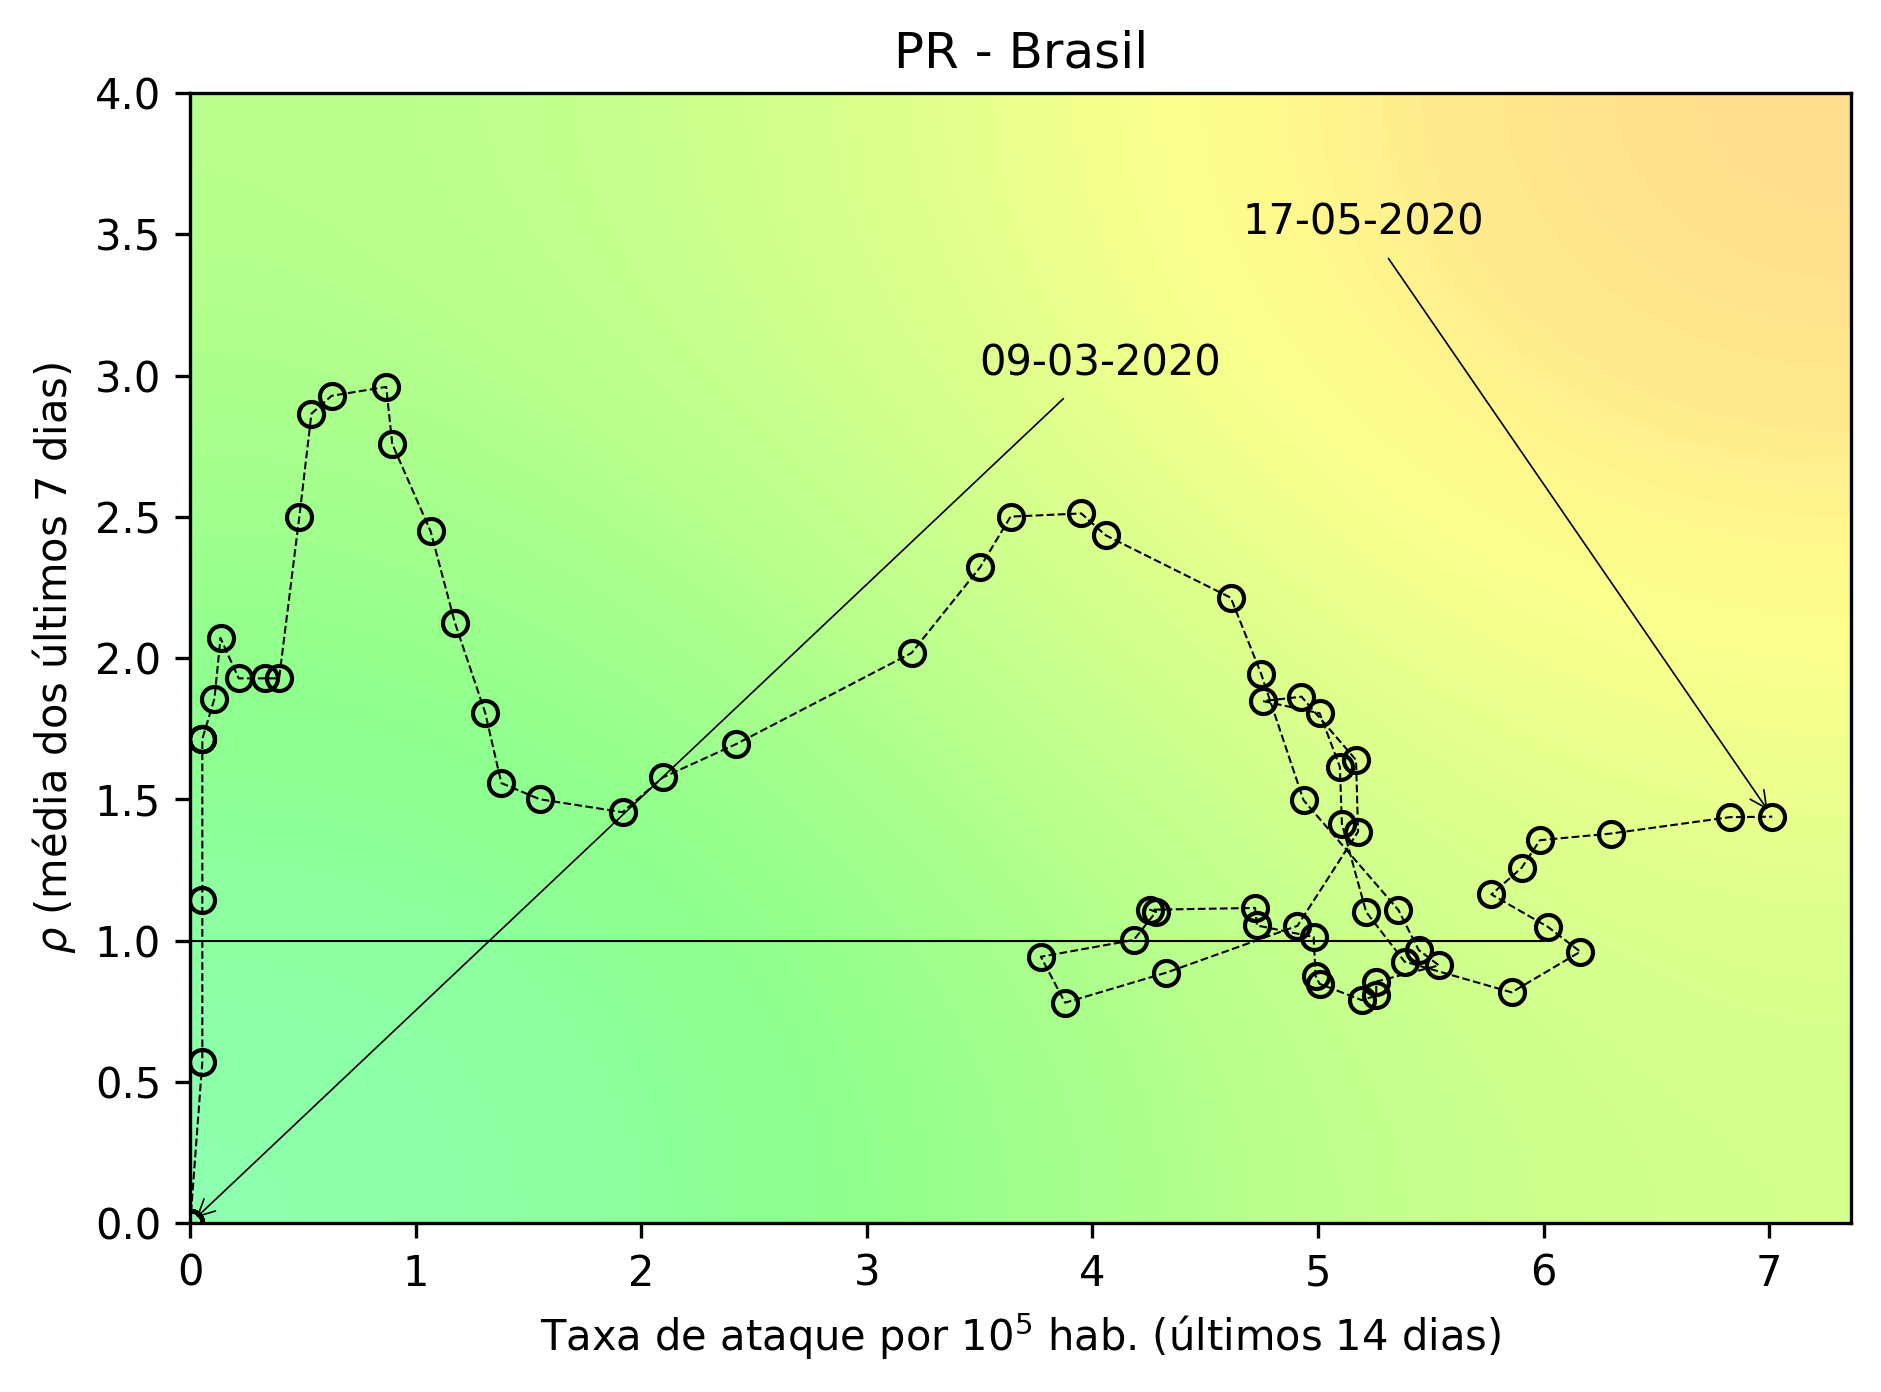 PR - Brasil
4.0
3.5
3.0
2.5
2.0
1.5
1.0
0.5
0.0
ρ (média dos últimos 7 dias)
17-05-2020
09-03-2020
0 1 2 3 4 5 6 7
Taxa de ataque por 10⁵ hab. (últimos 14 dias)